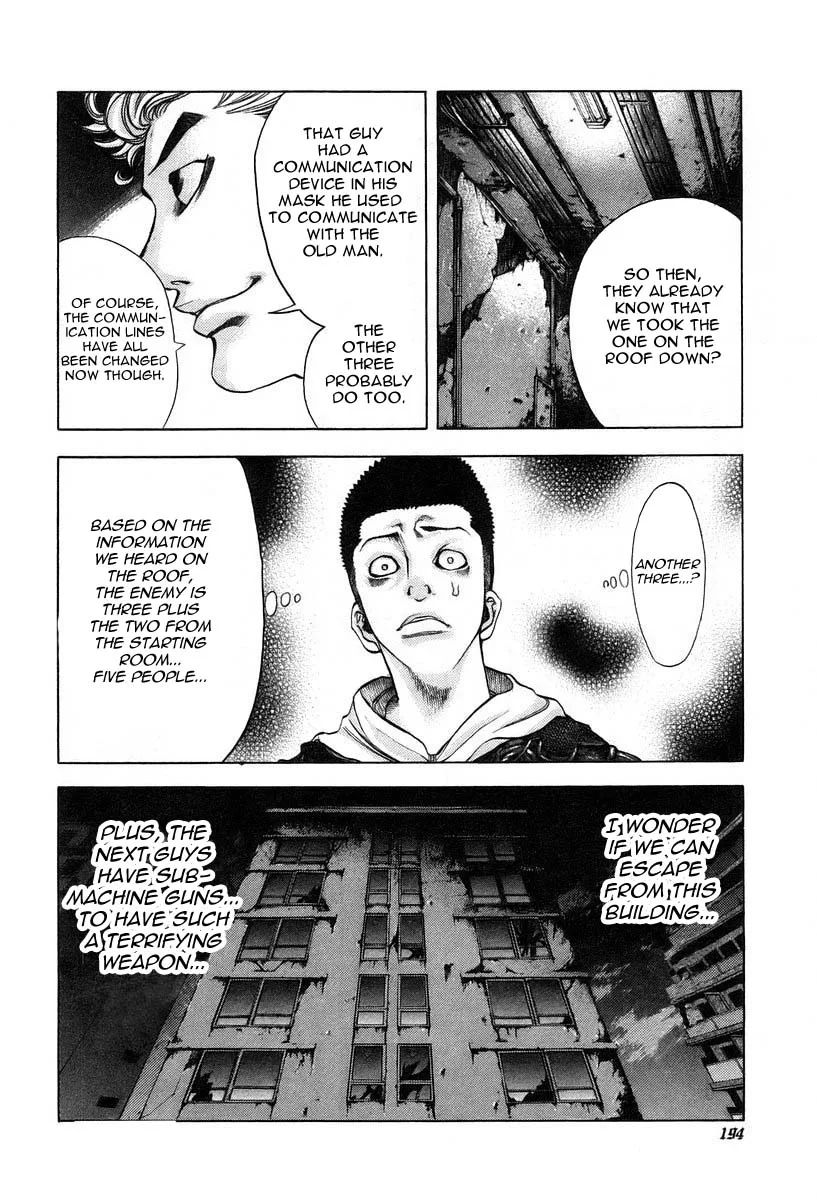 SO THEN,
THEY ALREADY
KNOW THAT
WE TOOK THE
ONE ON THE
ROOF DOWN?
THAT GUY
HAD A
COMMUNICATION
DEVICE IN HIS
MASK HE USED
TO COMMUNICATE
WITH THE
OLD MAN.
THE
OTHER
THREE
PROBABLY
DO TOO.
OF COURSE,
THE COMMUN-
ICATION LINES
HAVE ALL
BEEN CHANGED
NOW THOUGH.
ANOTHER
THREE...?
BASED ON THE
INFORMATION
WE HEARD ON
THE ROOF,
THE ENEMY IS
THREE PLUS
THE TWO FROM
THE STARTING
ROOM...
FIVE PEOPLE...
I WONDER
IF WE CAN
ESCAPE
FROM THIS
BUILDING...
PLUS, THE
NEXT GUYS
HAVE SUB-
MACHINE GUNS...
TO HAVE SUCH
A TERRIFYING
WEAPON...
194